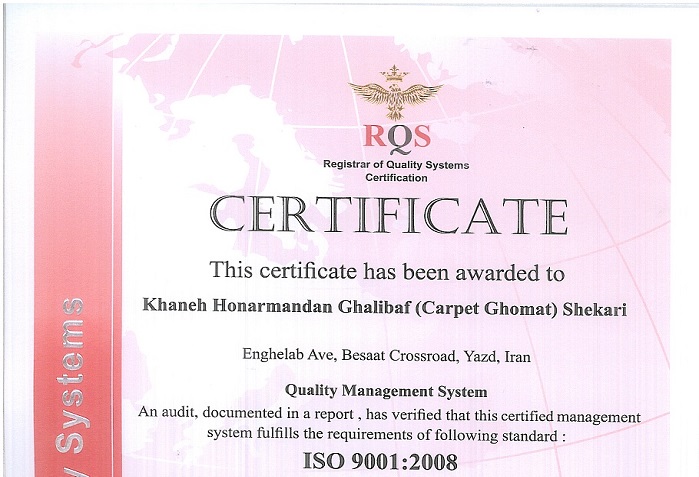 RQS
Registrar of Quality Systems
Certification
CERTIFICATE
This certificate has been awarded to
Khaneh Honarmandan Ghalibaf (Carpet Ghomat) Shekari
Enghelab Ave, Besaat Crossroad, Yazd, Iran
Quality Management System
An audit, documented in a report , has verified that this certified management
system fulfills the requirements of following standard :
ISO 9001:2008
y Systems